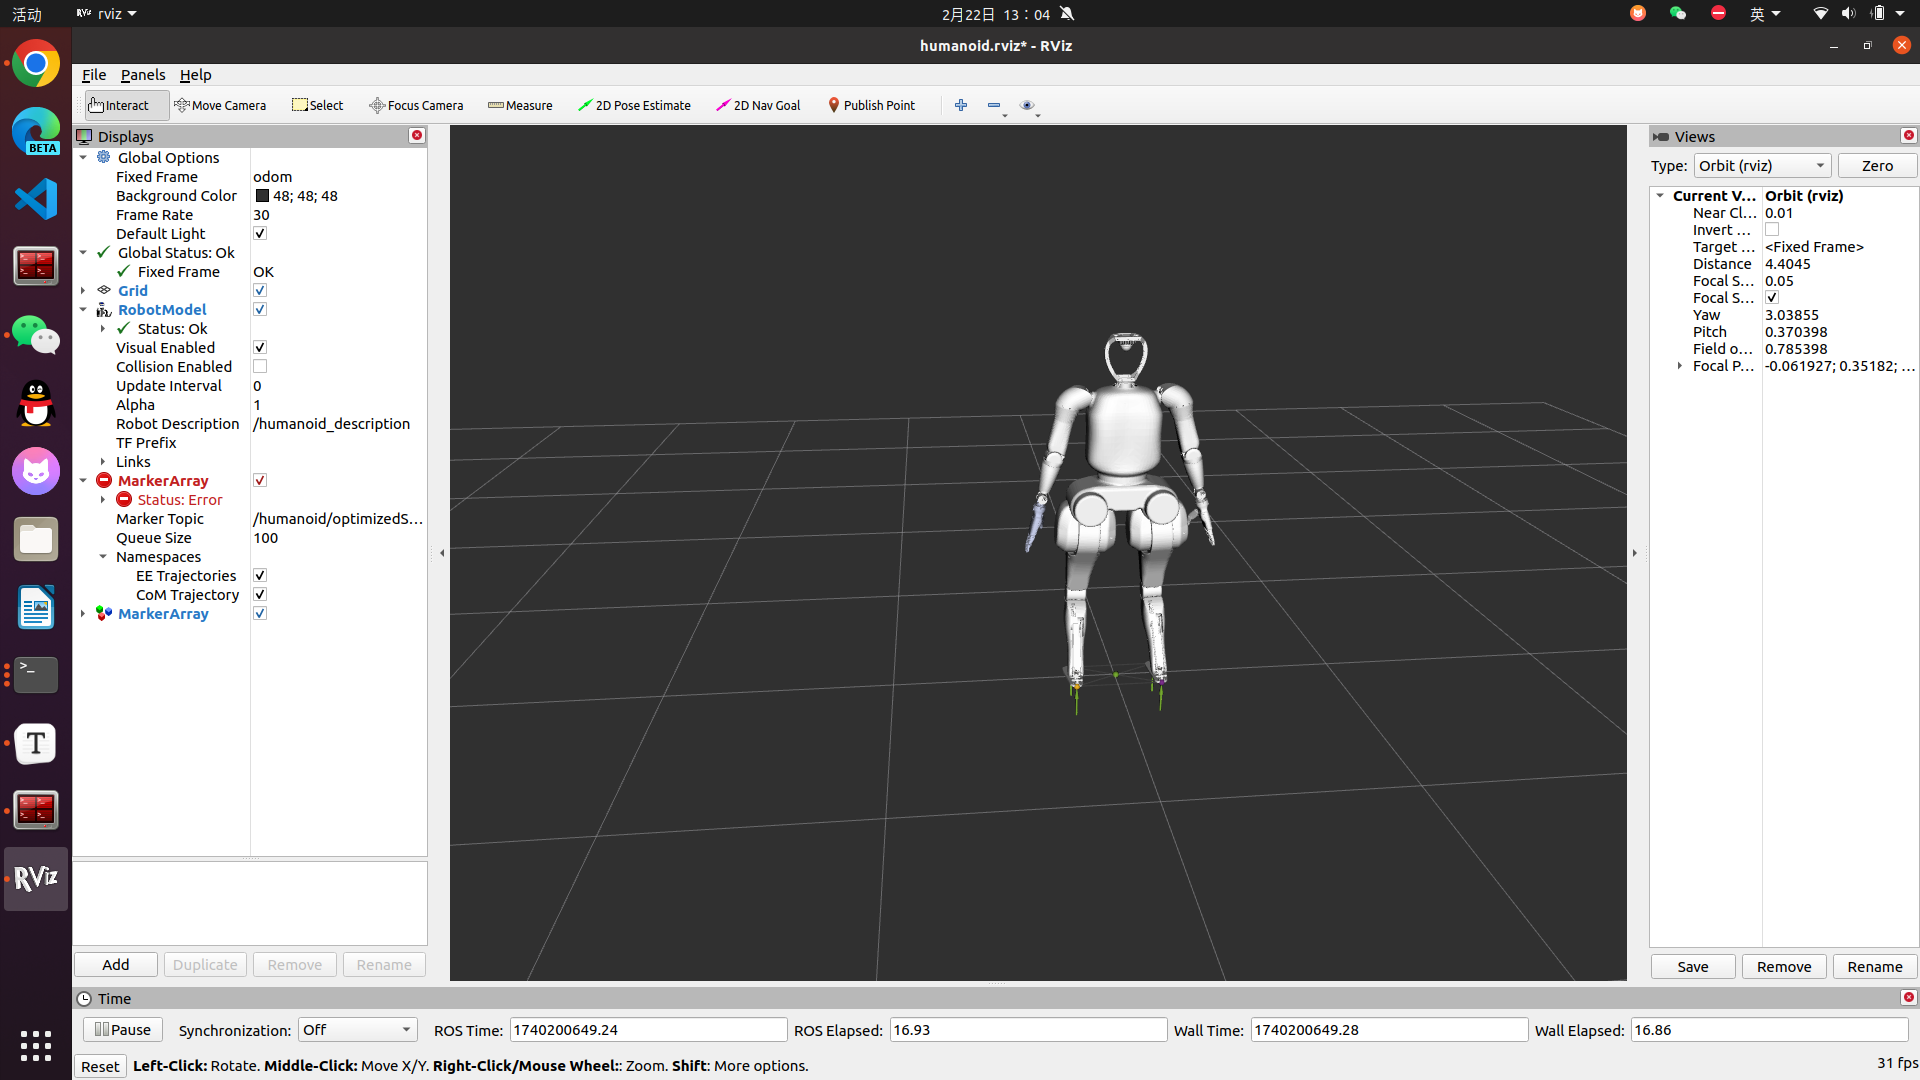 活动
RViz rviz
2月22日 13：04
英
humanoid.rviz* - RViz
File Panels Help
Interact Move Camera Select Focus Camera Measure 2D Pose Estimate 2D Nav Goal Publish Point
Displays
Global Options
Fixed Frame odom
Background Color 48; 48; 48
Frame Rate 30
Default Light
Global Status: Ok
Fixed Frame OK
Grid
RobotModel
Status: Ok
Visual Enabled
Collision Enabled
Update Interval 0
Alpha 1
Robot Description /humanoid_description
TF Prefix
Links
MarkerArray
Status: Error
Marker Topic /humanoid/optimizedS...
Queue Size 100
Namespaces
EE Trajectories
CoM Trajectory
MarkerArray
Add Duplicate Remove Rename
Views
Type: Orbit (rviz) Zero
Current V... Orbit (rviz)
Near Cl... 0.01
Invert ...
Target ... <Fixed Frame>
Distance 4.4045
Focal S... 0.05
Focal S...
Yaw 3.03855
Pitch 0.370398
Field o... 0.785398
Focal P... -0.061927; 0.35182; ...
Save Remove Rename
BETA
>_
T
RViz
Time
Pause Synchronization: Off ROS Time: 1740200649.24 ROS Elapsed: 16.93 Wall Time: 1740200649.28 Wall Elapsed: 16.86
Reset Left-Click: Rotate. Middle-Click: Move X/Y. Right-Click/Mouse Wheel:: Zoom. Shift: More options.
31 fps